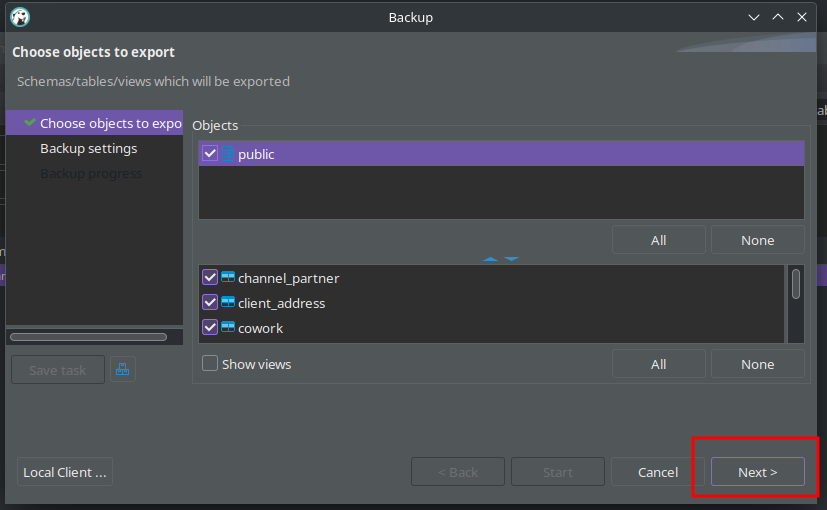 Backup
Choose objects to export
Schemas/tables/views which will be exported
Choose objects to expo
Backup settings
Backup progress
Objects
public
All
None
channel_partner
client_address
cowork
Show views
All
None
Save task
Local Client ...
< Back
Start
Cancel
Next >